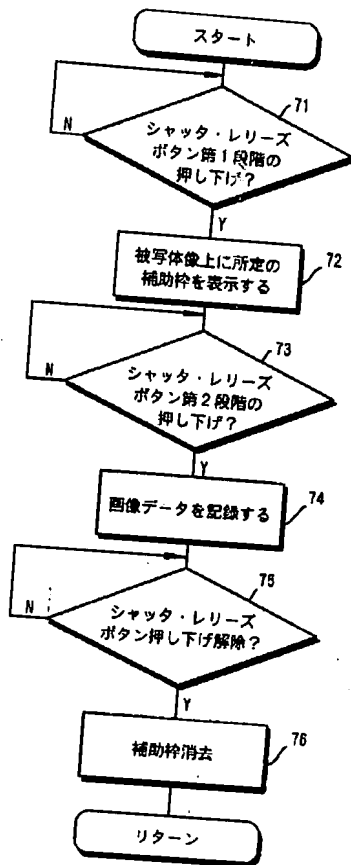 スタート
71
N
シャッタ・レリーズ
ボタン第1段階の
押し下げ?
Y
被写体像上に所定の
補助枠を表示する
72
73
N
シャッタ・レリーズ
ボタン第2段階の
押し下げ?
Y
画像データを記録する
74
75
N
シャッタ・レリーズ
ボタン押し下げ解除?
Y
補助枠消去
76
リターン